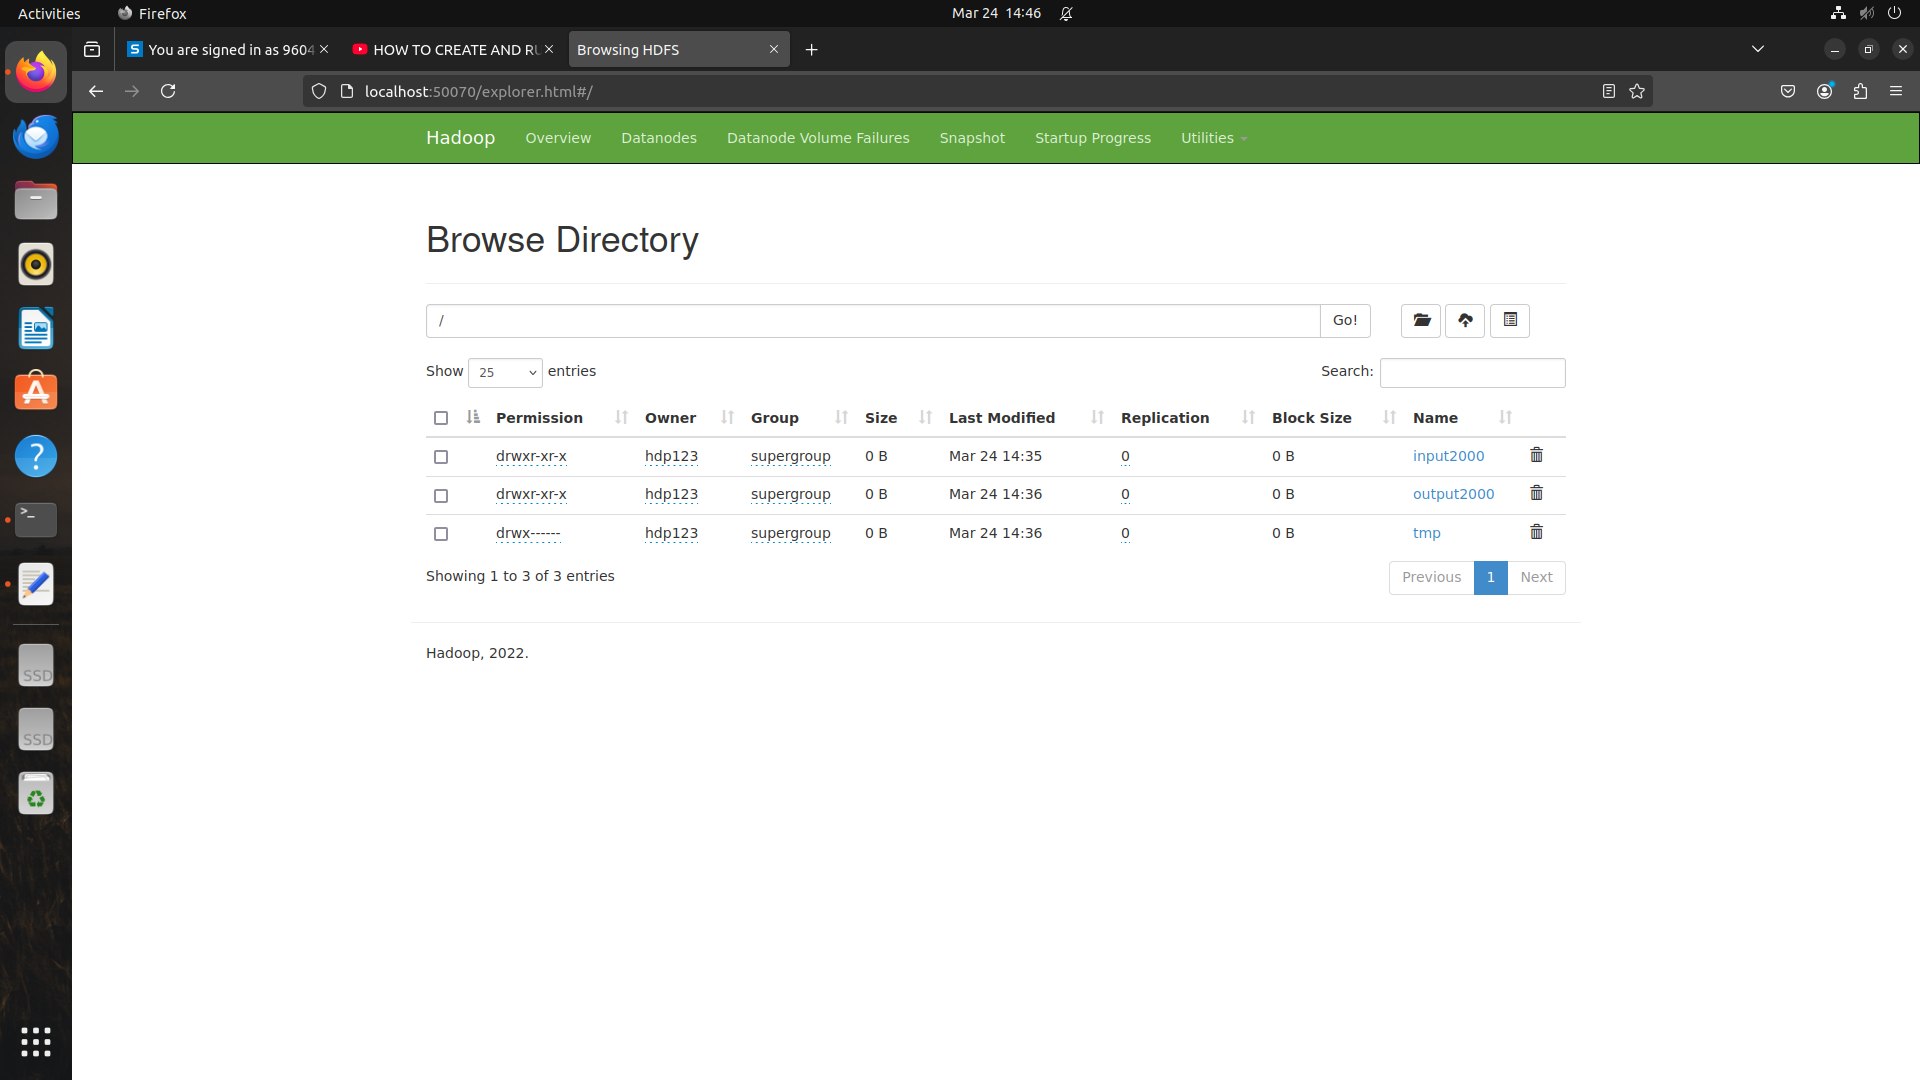 Activities Firefox Mar 24 14:46
You are signed in as 9604 HOW TO CREATE AND RU Browsing HDFS
localhost:50070/explorer.html#/
Hadoop Overview Datanodes Datanode Volume Failures Snapshot Startup Progress Utilities
Browse Directory
/ Go!
Show 25 entries Search:
Permission Owner Group Size Last Modified Replication Block Size Name
drwxr-xr-x hdp123 supergroup 0 B Mar 24 14:35 0 0 B input2000
drwxr-xr-x hdp123 supergroup 0 B Mar 24 14:36 0 0 B output2000
drwx------ hdp123 supergroup 0 B Mar 24 14:36 0 0 B tmp
Showing 1 to 3 of 3 entries Previous 1 Next
Hadoop, 2022.
SSD
SSD